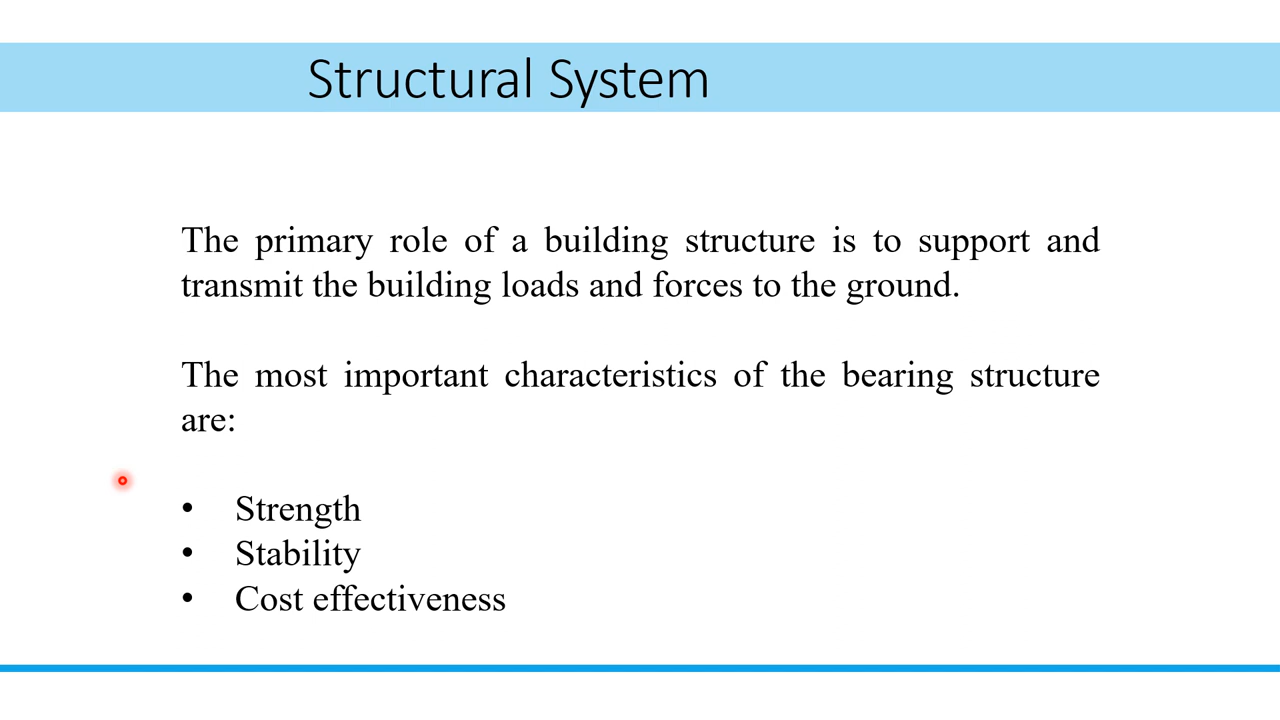 Structural System
The primary role of a building structure is to support and
transmit the building loads and forces to the ground.
The most important characteristics of the bearing structure
are:
• Strength
• Stability
• Cost effectiveness